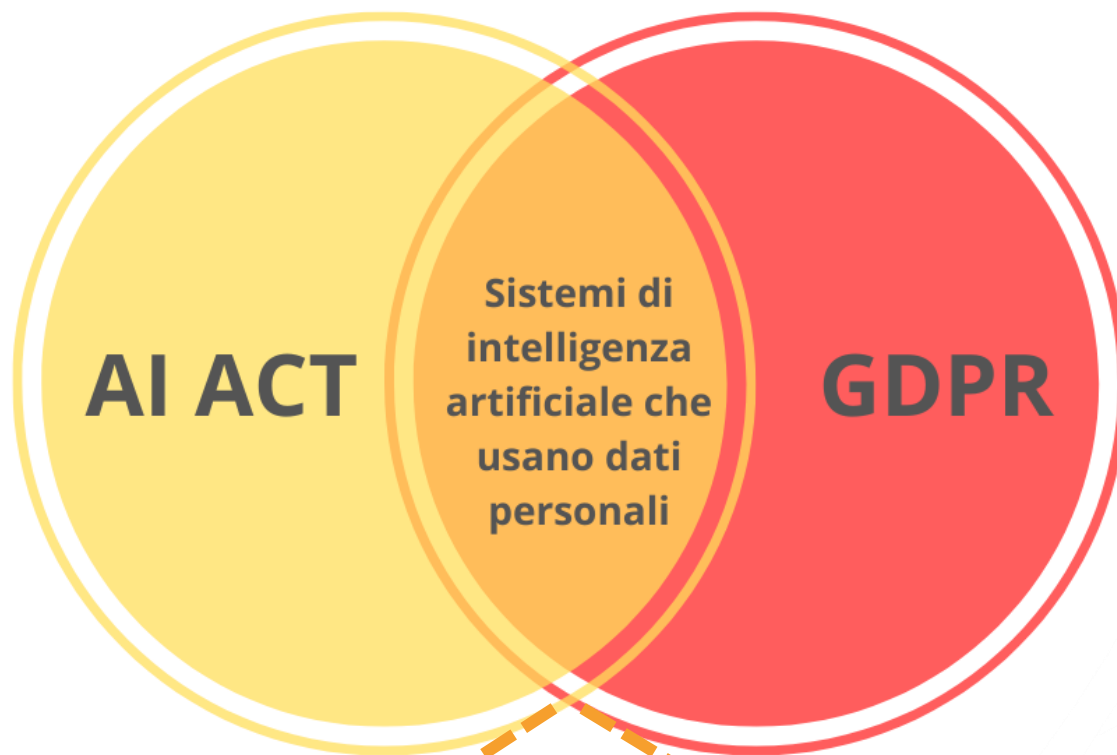 AI ACT
Sistemi di
intelligenza
artificiale che
usano dati
personali
GDPR